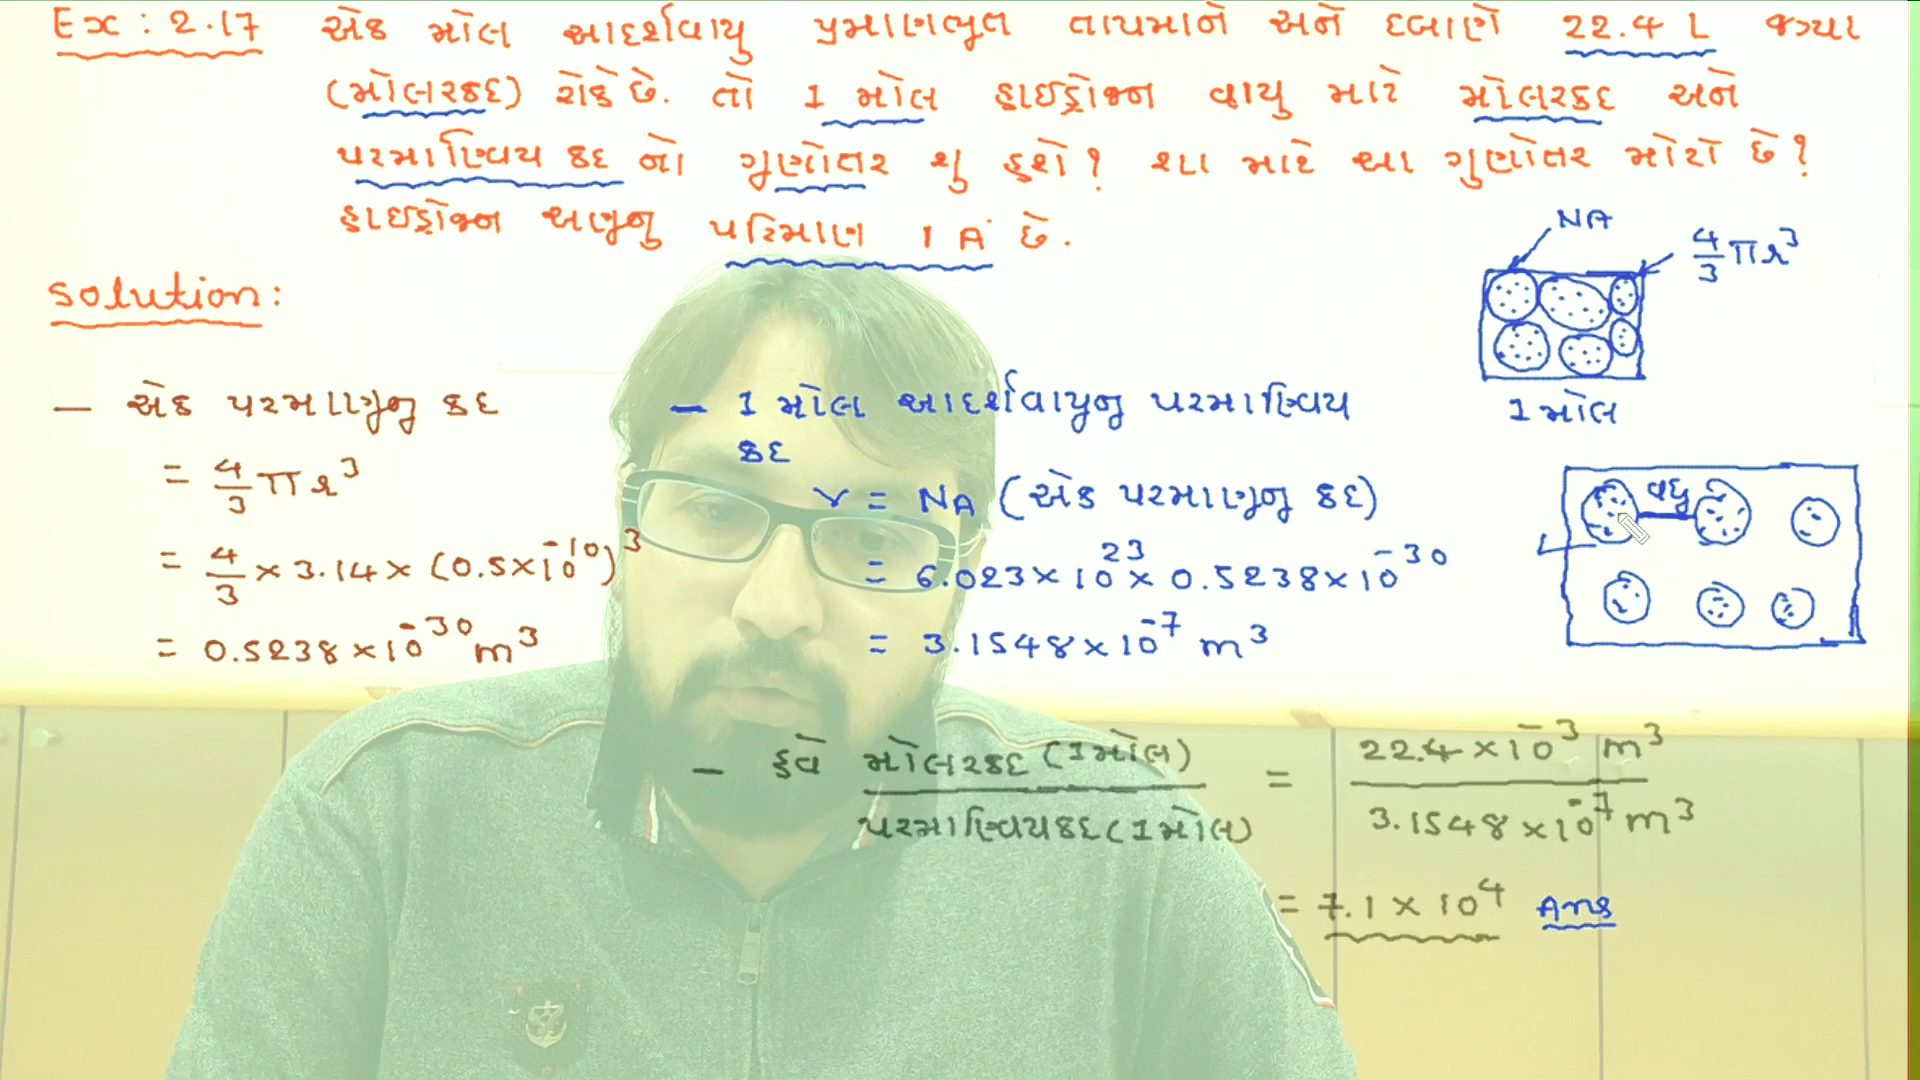 Ex : 2.17 એક મોલ આદર્શવાયુ પ્રમાણભૂત તાપમાને અને દબાણે 22.4 L જગ્યા
(મોલરકદ) રોકે છે. તો 1 મોલ હાઇડ્રોજન વાયુ માટે મોલરકદ અને
પરમાણ્વિય કદ નો ગુણોતર શુ હશે? શા માટે આ ગુણોતર મોટો છે?
હાઇડ્રોજન અણુનુ પરિમાણ 1 A° છે.
NA
4/3 πr³
solution:
1 મોલ
– એક પરમાણુનુ કદ
= 4/3 πr³
= 4/3 × 3.14 × (0.5×10⁻¹⁰)³
= 0.5238 × 10⁻³⁰ m³
– 1 મોલ આદર્શવાયુનુ પરમાણ્વિય
કદ
V = NA (એક પરમાણુનુ કદ)
= 6.023×10²³ × 0.5238×10⁻³⁰
= 3.1548×10⁻⁷ m³
વધુ
– હવે મોલરકદ (1મોલ) / પરમાણ્વિયકદ (1મોલ) = 22.4 ×10⁻³ m³ / 3.1548 ×10⁻⁷ m³
= 7.1 × 10⁴ Ans